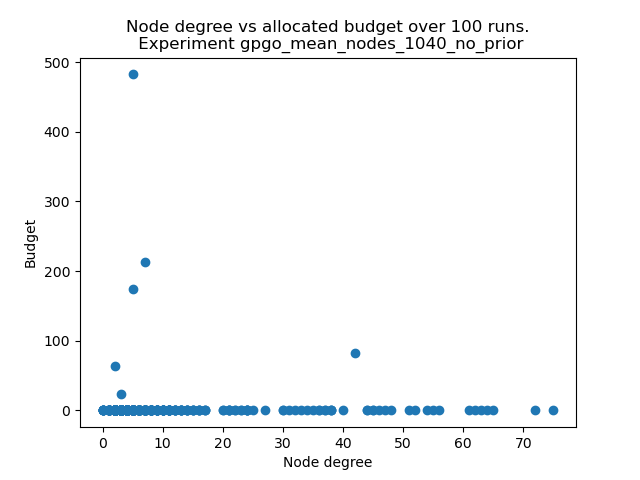 Node degree vs allocated budget over 100 runs.
Experiment gpgo_mean_nodes_1040_no_prior
500
400
300
200
100
0
Budget
0 10 20 30 40 50 60 70
Node degree